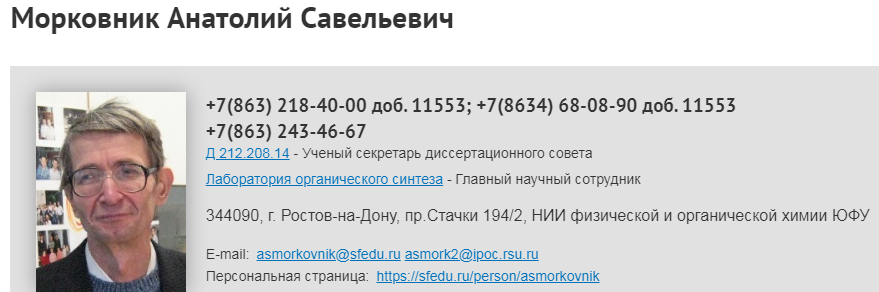 Морковник Анатолий Савельевич
+7(863) 218-40-00 доб. 11553; +7(8634) 68-08-90 доб. 11553
+7(863) 243-46-67
Д 212.208.14 - Ученый секретарь диссертационного совета
Лаборатория органического синтеза - Главный научный сотрудник
344090, г. Ростов-на-Дону, пр.Стачки 194/2, НИИ физической и органической химии ЮФУ
E-mail: asmorkovnik@sfedu.ru asmork2@ipoc.rsu.ru
Персональная страница: https://sfedu.ru/person/asmorkovnik